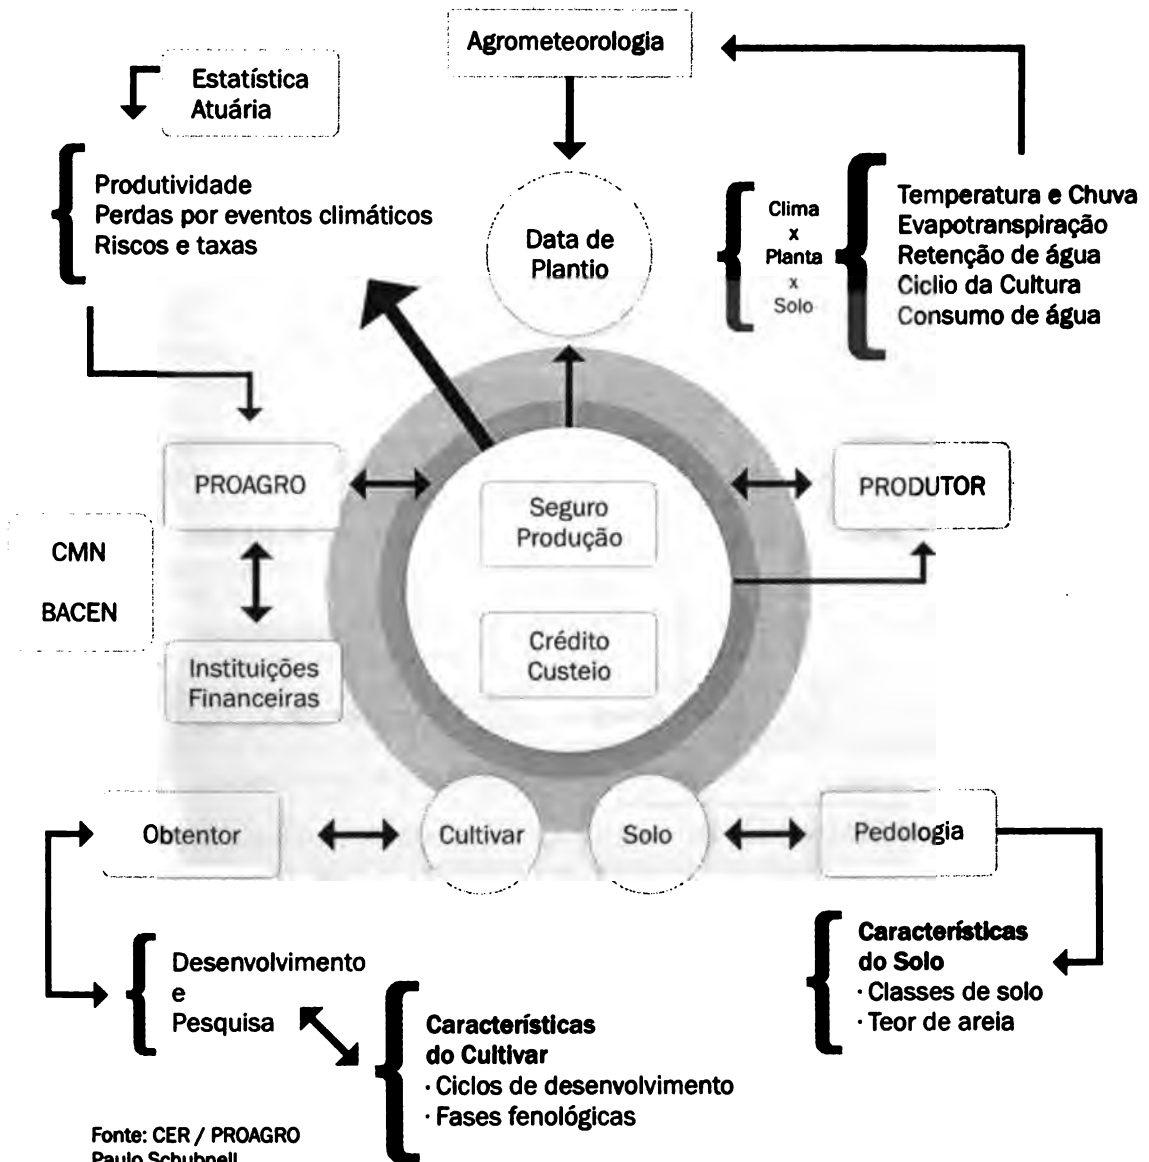 Agrometeorologia
Estatística
Atuária
Produtividade
Perdas por eventos climáticos
Riscos e taxas
Data de
Plantio
Clima
x
Planta
x
Solo
Temperatura e Chuva
Evapotranspiração
Retenção de água
Ciclio da Cultura
Consumo de água
PROAGRO
Seguro
Produção
PRODUTOR
CMN
BACEN
Crédito
Custeio
Instituições
Financeiras
Obtentor
Cultivar
Solo
Pedologia
Desenvolvimento
e
Pesquisa
Características
do Solo
· Classes de solo
· Teor de areia
Características
do Cultivar
· Ciclos de desenvolvimento
· Fases fenológicas
Fonte: CER / PROAGRO
Paulo Schubnell